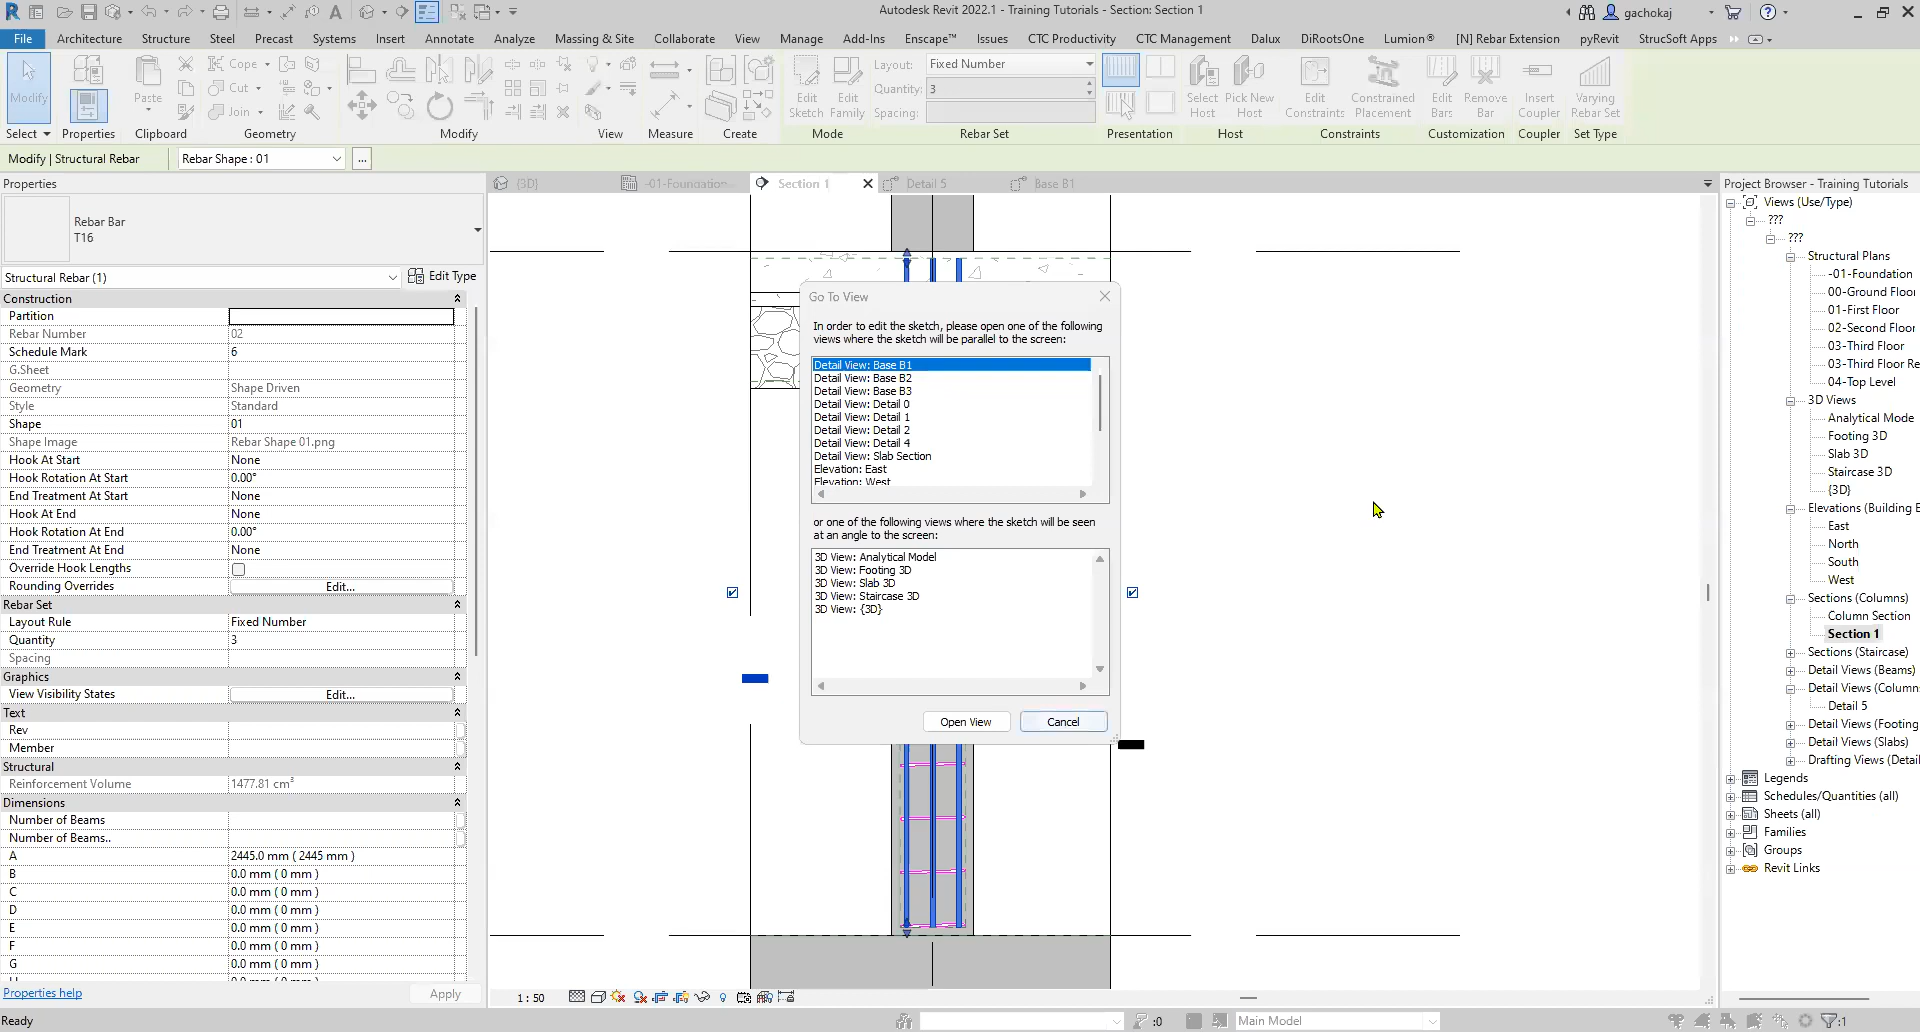 Autodesk Revit 2022.1 - Training Tutorials - Section: Section 1
gachokaj
File Architecture Structure Steel Precast Systems Insert Annotate Analyze Massing & Site Collaborate View Manage Add-Ins Enscape™ Issues CTC Productivity CTC Management Dalux DiRootsOne Lumion® [N] Rebar Extension pyRevit StrucSoft Apps
Modify
Paste
Cope
Cut
Join
Edit Sketch
Edit Family
Layout: Fixed Number
Quantity: 3
Spacing:
Select Host
Pick New Host
Edit Constraints
Constrained Placement
Edit Bars
Remove Bar
Insert Coupler
Varying Rebar Set
Select Properties Clipboard Geometry Modify View Measure Create Mode Rebar Set Presentation Host Constraints Customization Coupler Set Type
Modify | Structural Rebar
Rebar Shape : 01
...
Properties
Rebar Bar
T16
Structural Rebar (1)
Edit Type
Construction
Partition
Rebar Number 02
Schedule Mark 6
G.Sheet
Geometry Shape Driven
Style Standard
Shape 01
Shape Image Rebar Shape 01.png
Hook At Start None
Hook Rotation At Start 0.00°
End Treatment At Start None
Hook At End None
Hook Rotation At End 0.00°
End Treatment At End None
Override Hook Lengths
Rounding Overrides Edit...
Rebar Set
Layout Rule Fixed Number
Quantity 3
Spacing
Graphics
View Visibility States Edit...
Text
Rev
Member
Structural
Reinforcement Volume 1477.81 cm³
Dimensions
Number of Beams
Number of Beams..
A 2445.0 mm ( 2445 mm )
B 0.0 mm ( 0 mm )
C 0.0 mm ( 0 mm )
D 0.0 mm ( 0 mm )
E 0.0 mm ( 0 mm )
F 0.0 mm ( 0 mm )
G 0.0 mm ( 0 mm )
Properties help
Apply
{3D}
-01-Foundation
Section 1
Detail 5
Base B1
Go To View
In order to edit the sketch, please open one of the following
views where the sketch will be parallel to the screen:
Detail View: Base B1
Detail View: Base B2
Detail View: Base B3
Detail View: Detail 0
Detail View: Detail 1
Detail View: Detail 2
Detail View: Detail 4
Detail View: Slab Section
Elevation: East
Elevation: West
or one of the following views where the sketch will be seen
at an angle to the screen:
3D View: Analytical Model
3D View: Footing 3D
3D View: Slab 3D
3D View: Staircase 3D
3D View: {3D}
Open View
Cancel
1 : 50
Project Browser - Training Tutorials
Views (Use/Type)
???
???
Structural Plans
-01-Foundation
00-Ground Floor
01-First Floor
02-Second Floor
03-Third Floor
03-Third Floor Re
04-Top Level
3D Views
Analytical Mode
Footing 3D
Slab 3D
Staircase 3D
{3D}
Elevations (Building E
East
North
South
West
Sections (Columns)
Column Section
Section 1
Sections (Staircase)
Detail Views (Beams)
Detail Views (Column
Detail 5
Detail Views (Footing
Detail Views (Slabs)
Drafting Views (Detai
Legends
Schedules/Quantities (all)
Sheets (all)
Families
Groups
Revit Links
Ready
:0
Main Model
:1